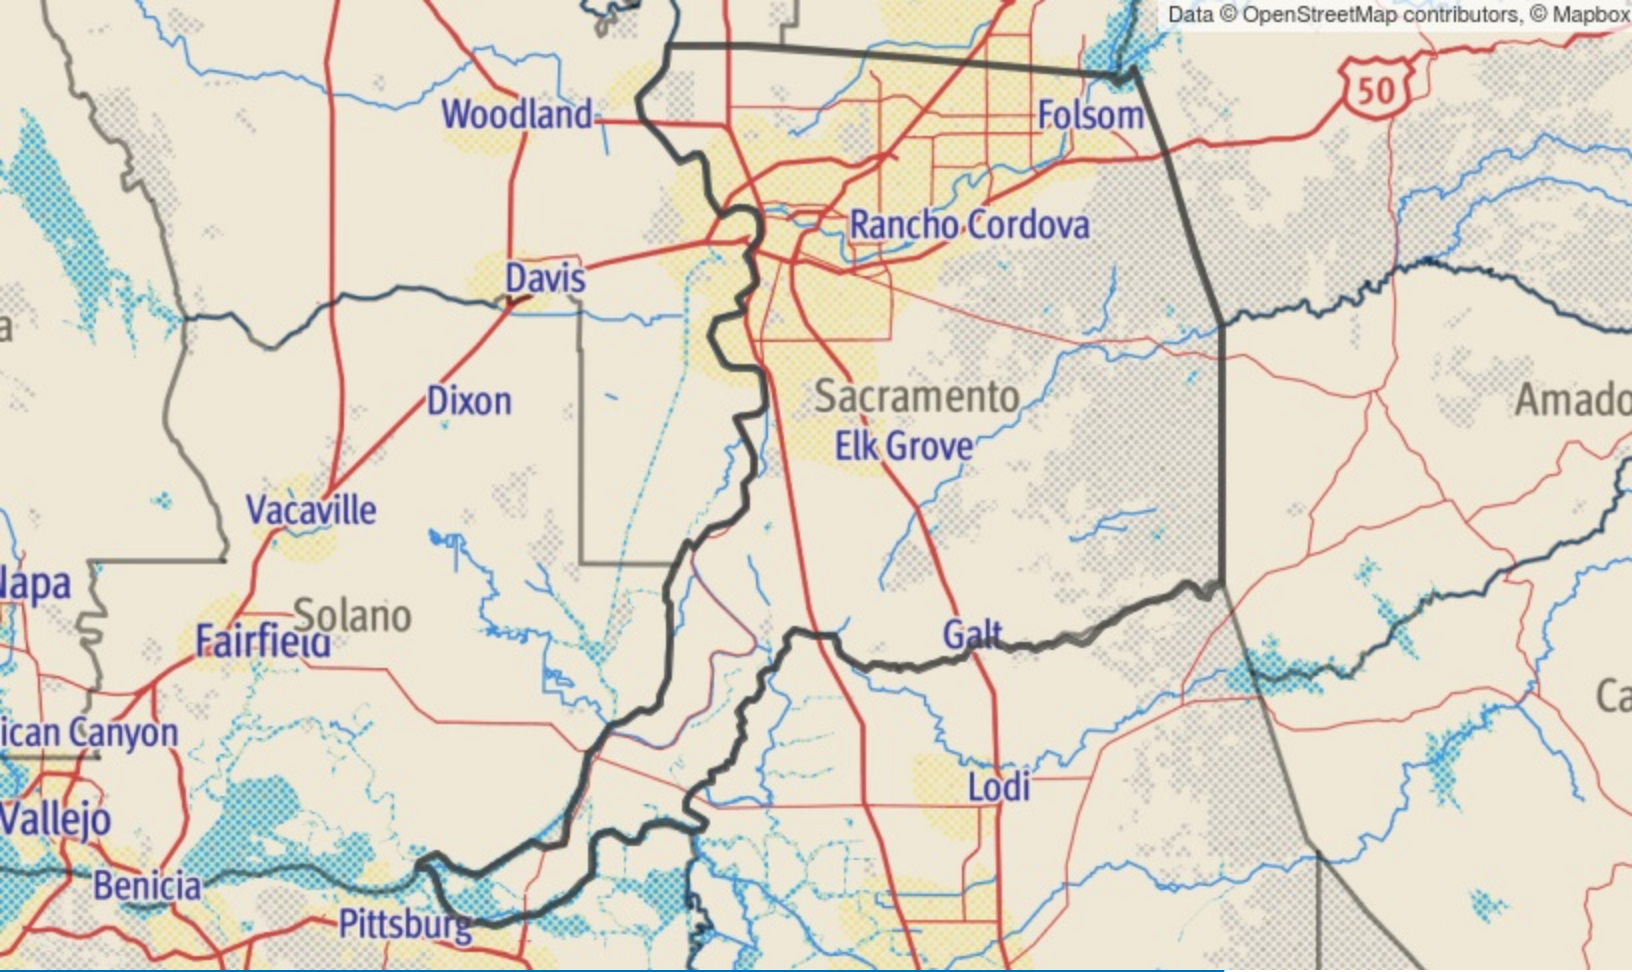 Data © OpenStreetMap contributors, © Mapbox
50
Woodland
Folsom
Rancho Cordova
Davis
a
Sacramento
Amado
Dixon
Elk Grove
Vacaville
Napa
Solano
Fairfield
Galt
Ca
ican Canyon
Lodi
Vallejo
Benicia
Pittsburg